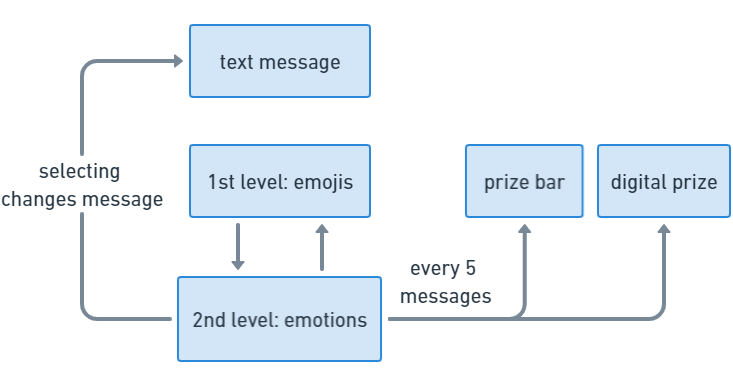 text message
selecting
changes message
1st level: emojis
prize bar
digital prize
every 5
messages
2nd level: emotions